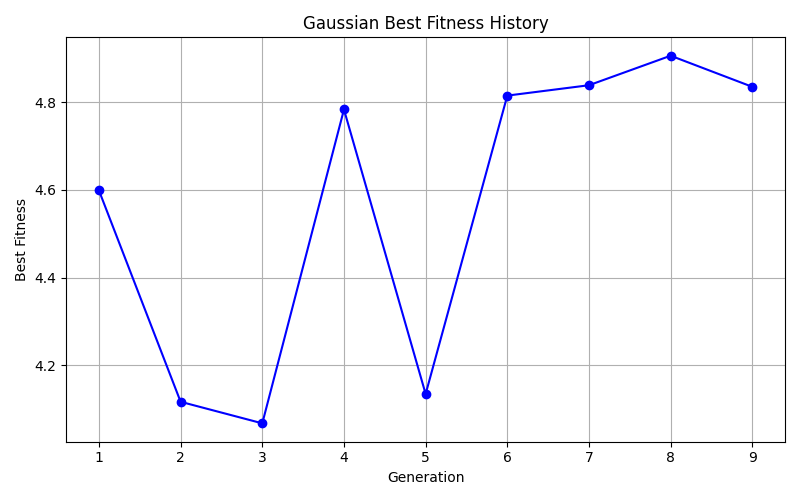 Gaussian Best Fitness History
4.8
4.6
4.4
4.2
Best Fitness
1 2 3 4 5 6 7 8 9
Generation